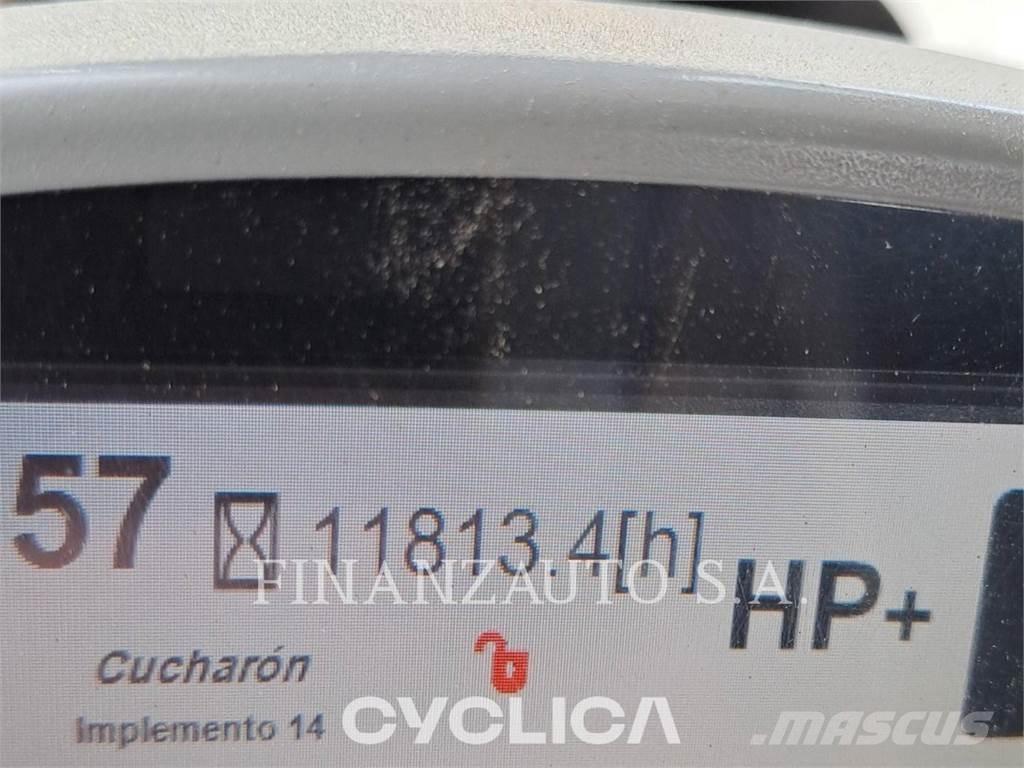 57 11813.4[h]
FINANZAUTO S.A.
HP+
Cucharón
Implemento 14
CYCLICA
MASCUS